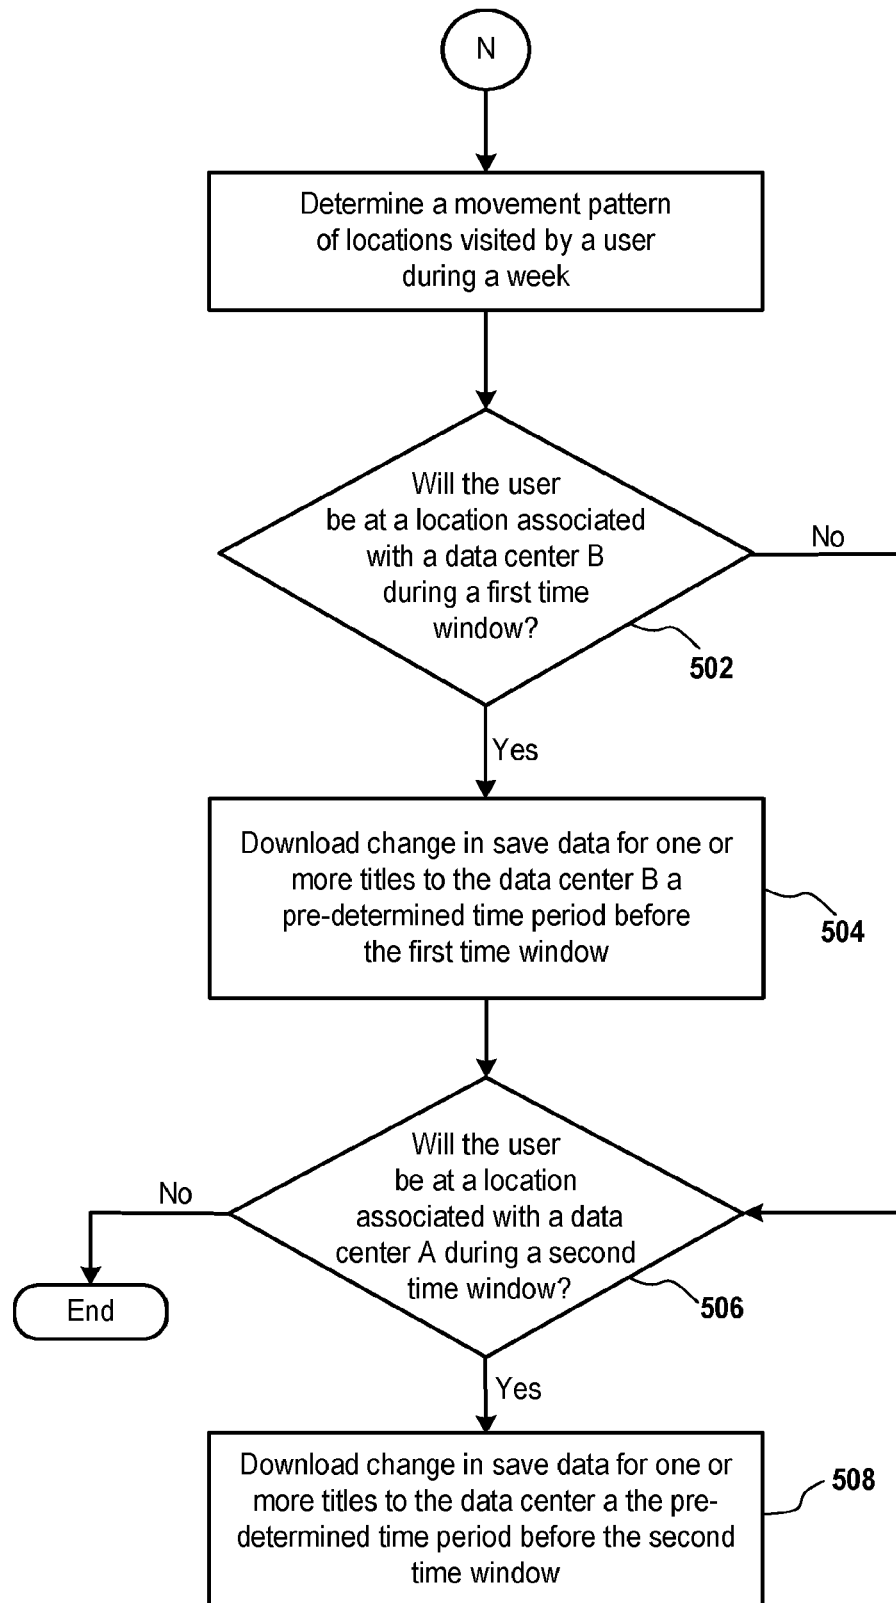 N
Determine a movement pattern
of locations visited by a user
during a week
Will the user
be at a location associated
with a data center B
during a first time
window?
No
502
Yes
Download change in save data for one or
more titles to the data center B a
pre-determined time period before
the first time window
504
Will the user
be at a location
associated with a data
center A during a second
time window?
No
End
506
Yes
Download change in save data for one or
more titles to the data center a the pre-
determined time period before the second
time window
508